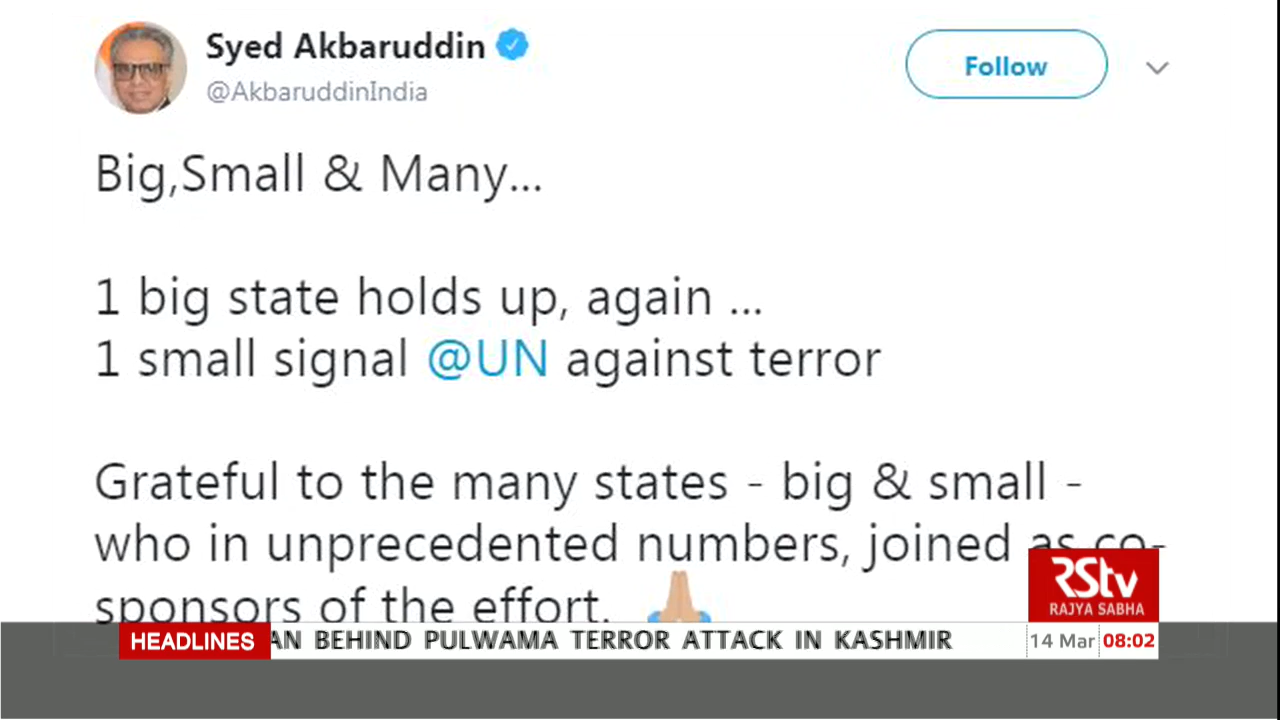 Syed Akbaruddin
@AkbaruddinIndia
Follow
Big,Small & Many...
1 big state holds up, again ...
1 small signal @UN against terror
Grateful to the many states - big & small -
who in unprecedented numbers, joined as co-
sponsors of the effort.
RStv
RAJYA SABHA
HEADLINES
AN BEHIND PULWAMA TERROR ATTACK IN KASHMIR
14 Mar 08:02